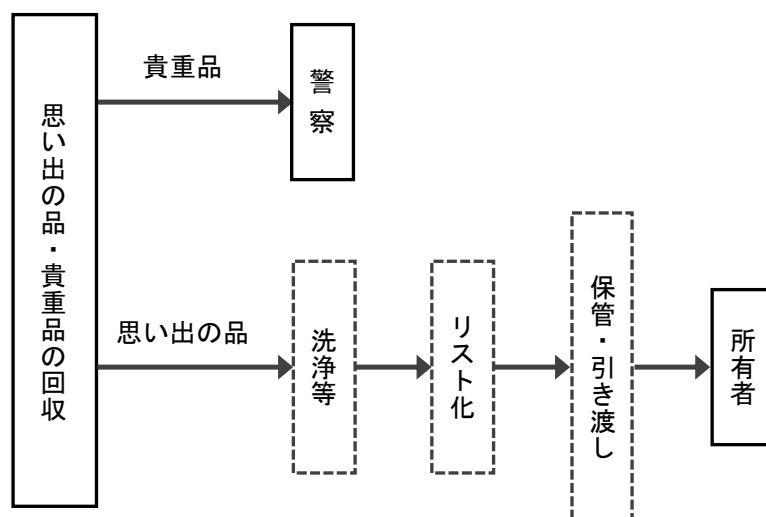 思い出の品・貴重品の回収
貴重品
警察
思い出の品
洗浄等
リスト化
保管・引き渡し
所有者